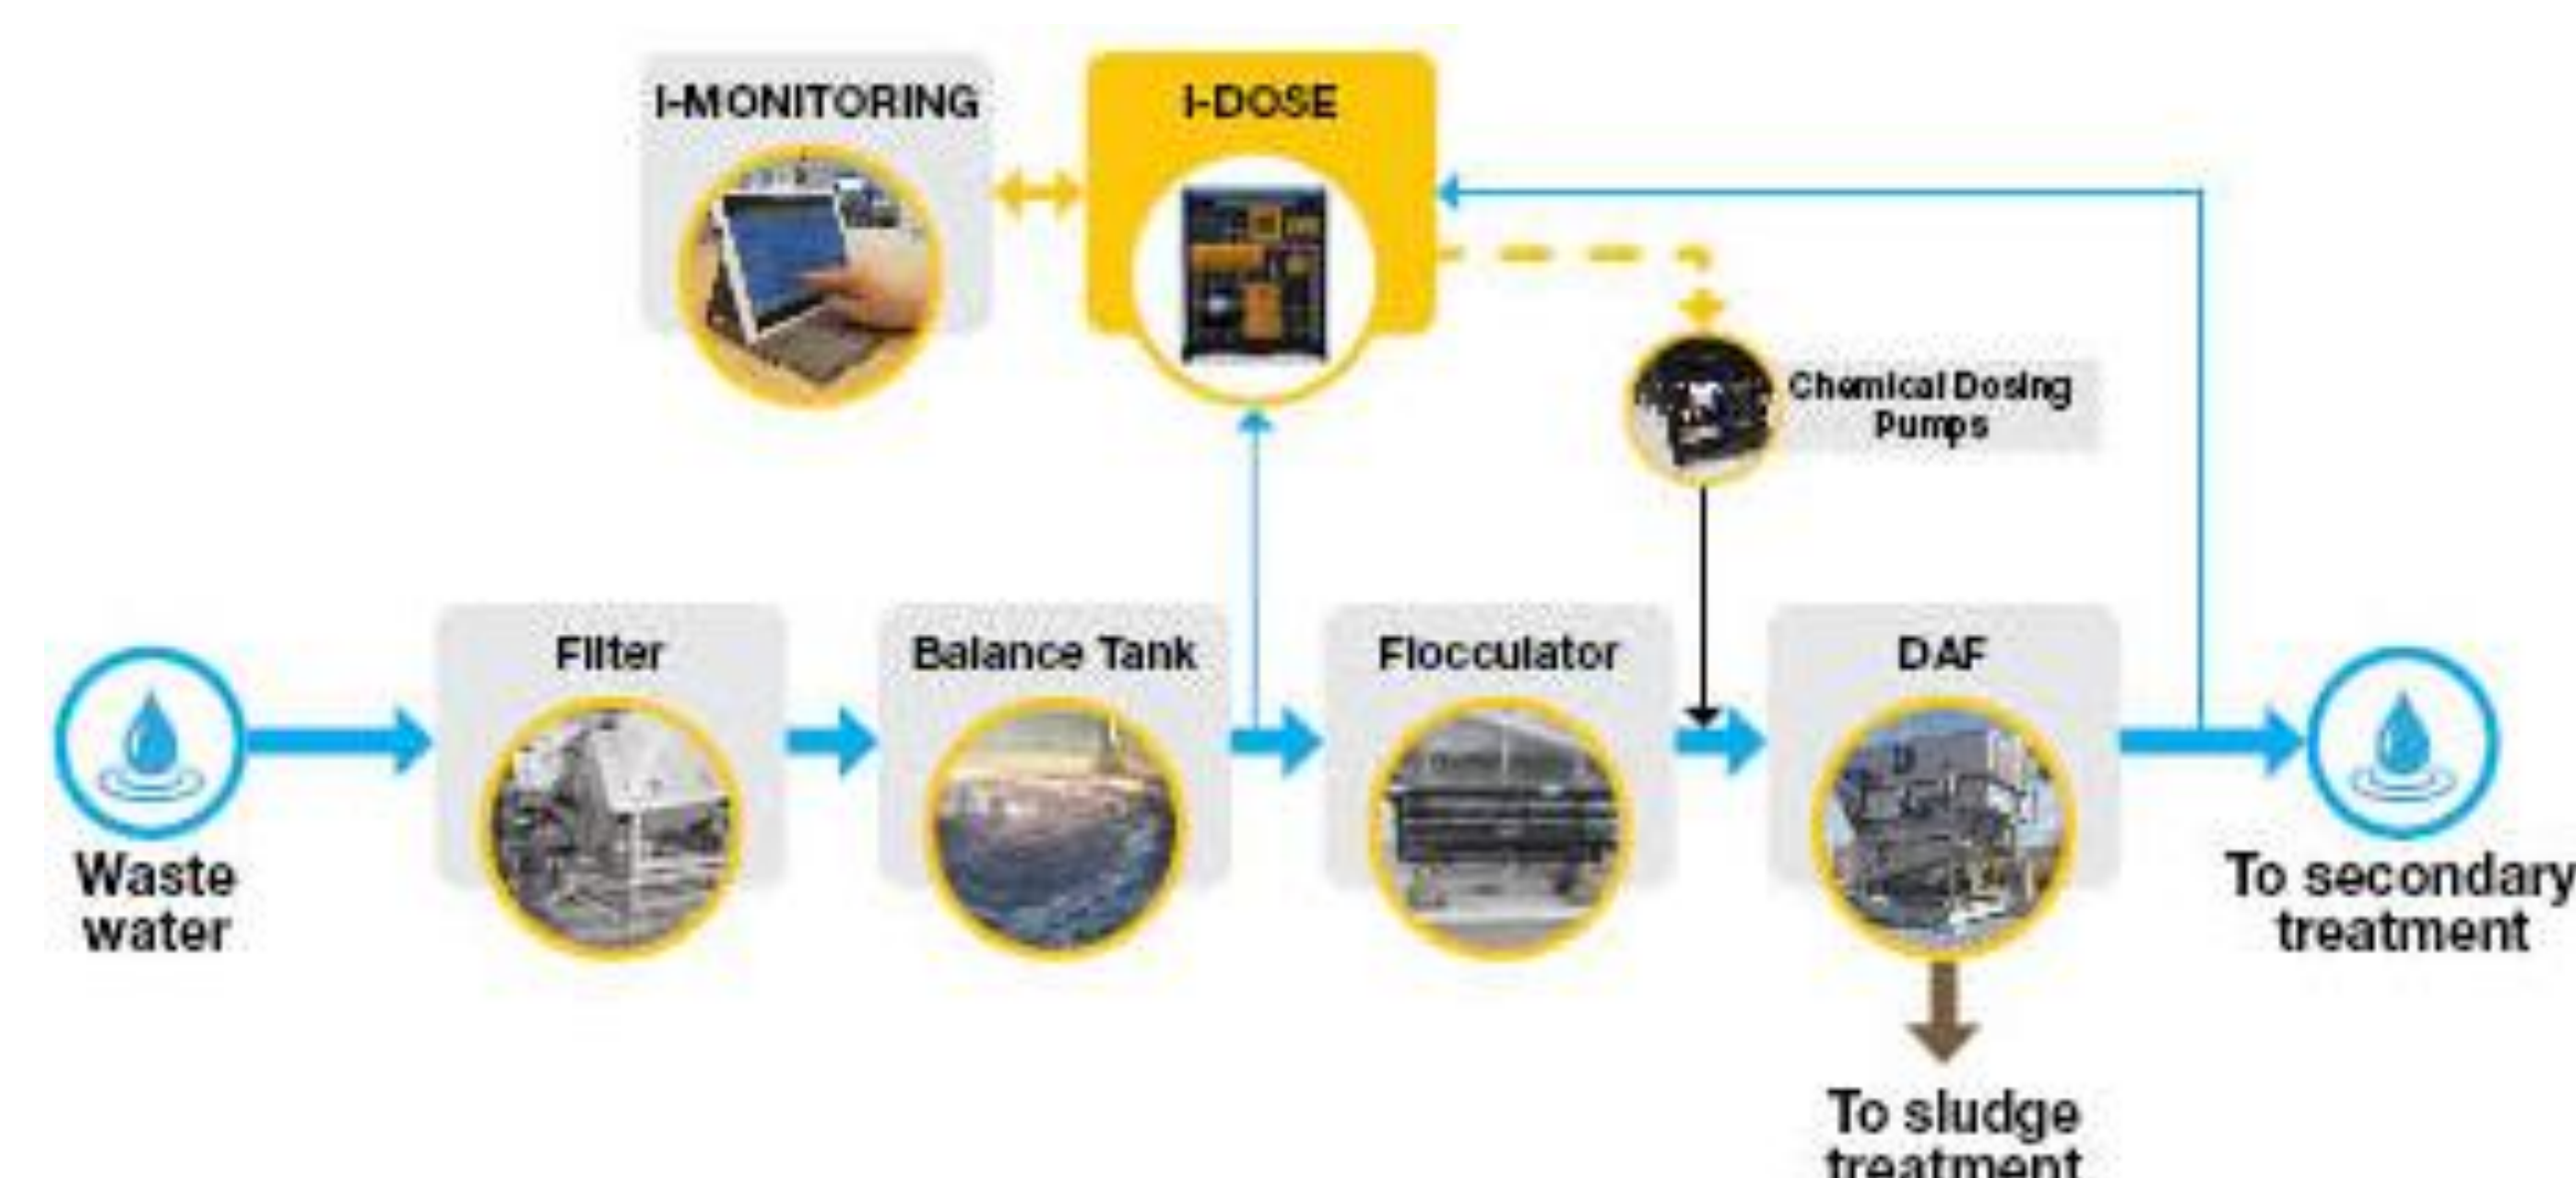 I-MONITORING
I-DOSE
Chemical Dosing
Pumps
Filter
Balance Tank
Flocculator
DAF
Waste
water
To secondary
treatment
To sludge
treatment